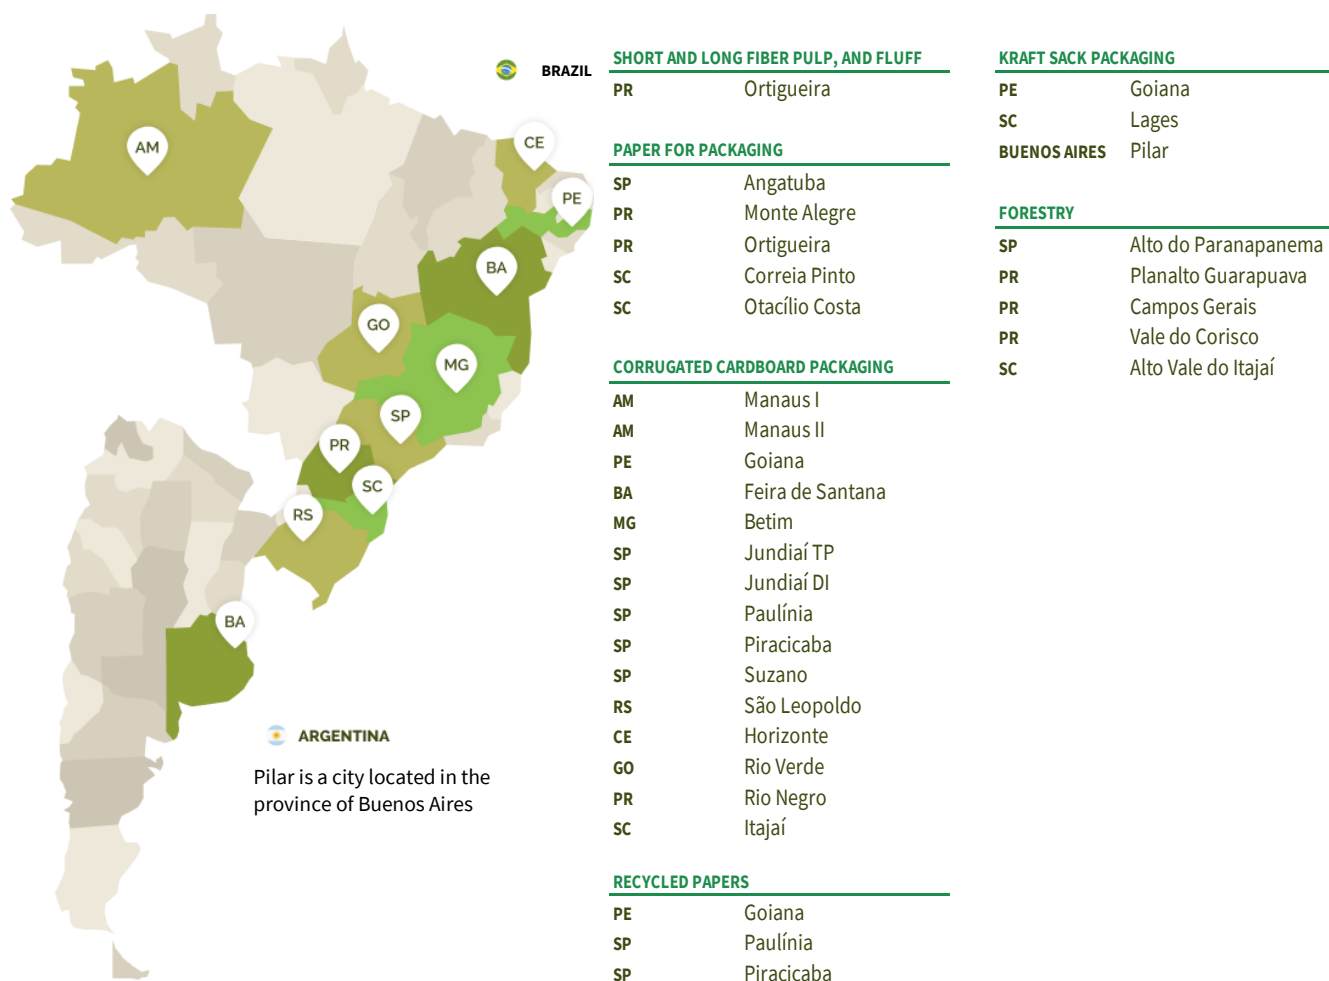 BRAZIL
AM
CE
PE
BA
GO
MG
SP
PR
SC
RS
BA
ARGENTINA
Pilar is a city located in the
province of Buenos Aires
SHORT AND LONG FIBER PULP, AND FLUFF
PR Ortigueira
PAPER FOR PACKAGING
SP Angatuba
PR Monte Alegre
PR Ortigueira
SC Correia Pinto
SC Otacílio Costa
CORRUGATED CARDBOARD PACKAGING
AM Manaus I
AM Manaus II
PE Goiana
BA Feira de Santana
MG Betim
SP Jundiaí TP
SP Jundiaí DI
SP Paulínia
SP Piracicaba
SP Suzano
RS São Leopoldo
CE Horizonte
GO Rio Verde
PR Rio Negro
SC Itajaí
RECYCLED PAPERS
PE Goiana
SP Paulínia
SP Piracicaba
KRAFT SACK PACKAGING
PE Goiana
SC Lages
BUENOS AIRES Pilar
FORESTRY
SP Alto do Paranapanema
PR Planalto Guarapuava
PR Campos Gerais
PR Vale do Corisco
SC Alto Vale do Itajaí